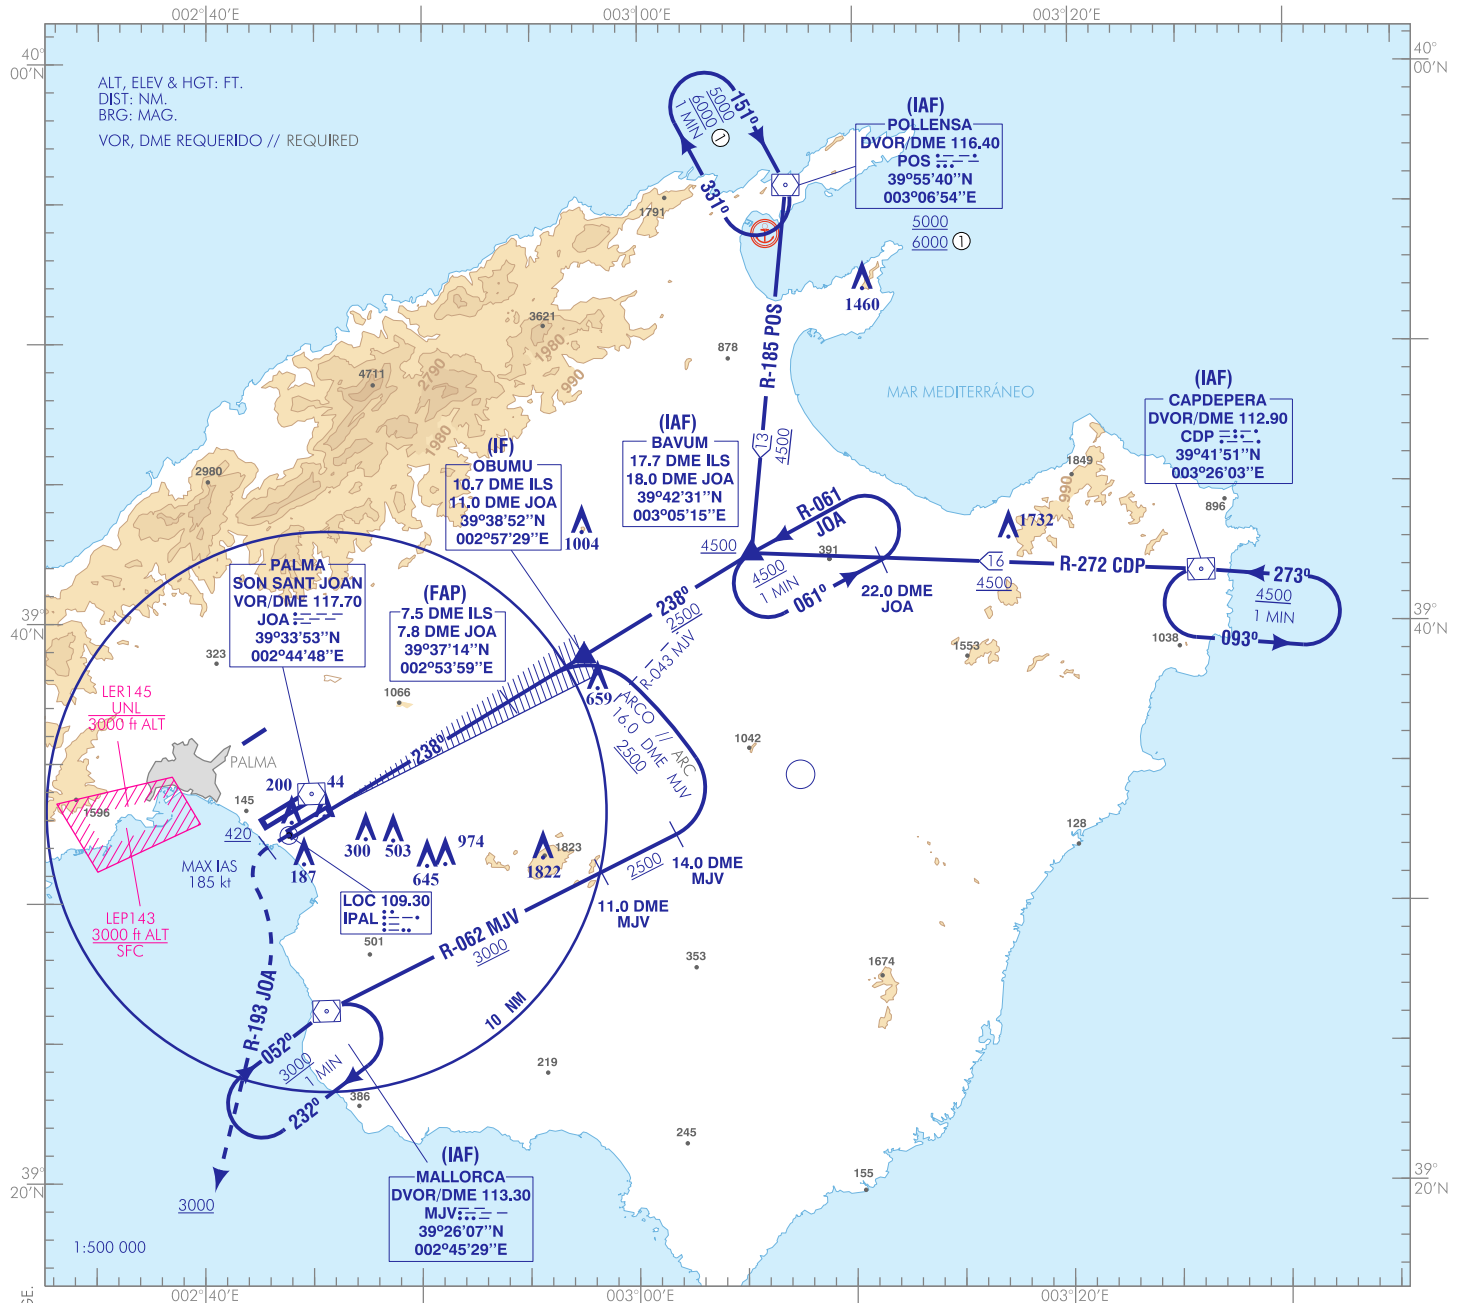 002°40'E
003°00'E
003°20'E
40°
00'N
40°
00'N
ALT, ELEV & HGT: FT.
DIST: NM.
BRG: MAG.
VOR, DME REQUERIDO // REQUIRED
5000
6000
1 MIN
1
151°
331°
(IAF)
POLLENSA
DVOR/DME 116.40
POS
39°55'40''N
003°06'54''E
5000
6000 1
1791
1460
3621
1980
2790
990
4711
1980
878
R-185 POS
13
4500
MAR MEDITERRÁNEO
(IAF)
CAPDEPERA
DVOR/DME 112.90
CDP
39°41'51''N
003°26'03''E
(IAF)
BAVUM
17.7 DME ILS
18.0 DME JOA
39°42'31''N
003°05'15''E
(IF)
OBUMU
10.7 DME ILS
11.0 DME JOA
39°38'52''N
002°57'29''E
2980
1849
990
896
1732
1004
4500
R-061
JOA
391
4500
1 MIN
061°
22.0 DME
JOA
16
4500
R-272 CDP
273°
4500
1 MIN
093°
PALMA
SON SANT JOAN
VOR/DME 117.70
JOA
39°33'53''N
002°44'48''E
(FAP)
7.5 DME ILS
7.8 DME JOA
39°37'14''N
002°53'59''E
238°
2500
39°
40'N
39°
40'N
R-043 MJV
323
1553
1038
659
1066
LER145
UNL
3000 ft ALT
ARCO // ARC
16.0 DME MJV
2500
238°
1042
PALMA
200
44
145
1596
420
128
300
503
974
645
187
1822
1823
MAX IAS
185 kt
2500
14.0 DME
MJV
11.0 DME
MJV
LOC 109.30
IPAL
LEP143
3000 ft ALT
SFC
501
R-062 MJV
3000
353
1674
R-193 JOA
10 NM
052°
3000
1 MIN
232°
386
219
245
155
(IAF)
MALLORCA
DVOR/DME 113.30
MJV
39°26'07''N
002°45'29''E
39°
20'N
39°
20'N
3000
1:500 000
GE.
002°40'E
003°00'E
003°20'E